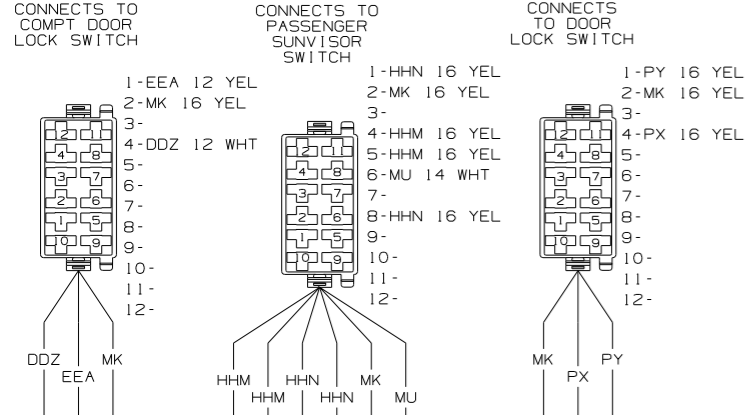 CONNECTS TO
COMPT DOOR
LOCK SWITCH
1-EEA 12 YEL
2-MK 16 YEL
3-
4-DDZ 12 WHT
5-
6-
7-
8-
9-
10-
11-
12-
12 11
4 8
3 7
2 6
1 5
10 9
DDZ
EEA
MK
CONNECTS TO
PASSENGER
SUNVISOR
SWITCH
1-HHN 16 YEL
2-MK 16 YEL
3-
4-HHM 16 YEL
5-HHM 16 YEL
6-MU 14 WHT
7-
8-HHN 16 YEL
9-
10-
11-
12-
12 11
4 8
3 7
2 6
1 5
10 9
HHM
HHM
HHN
HHN
MK
MU
CONNECTS
TO DOOR
LOCK SWITCH
1-PY 16 YEL
2-MK 16 YEL
3-
4-PX 16 YEL
5-
6-
7-
8-
9-
10-
11-
12-
12 11
4 8
3 7
2 6
1 5
10 9
MK
PX
PY